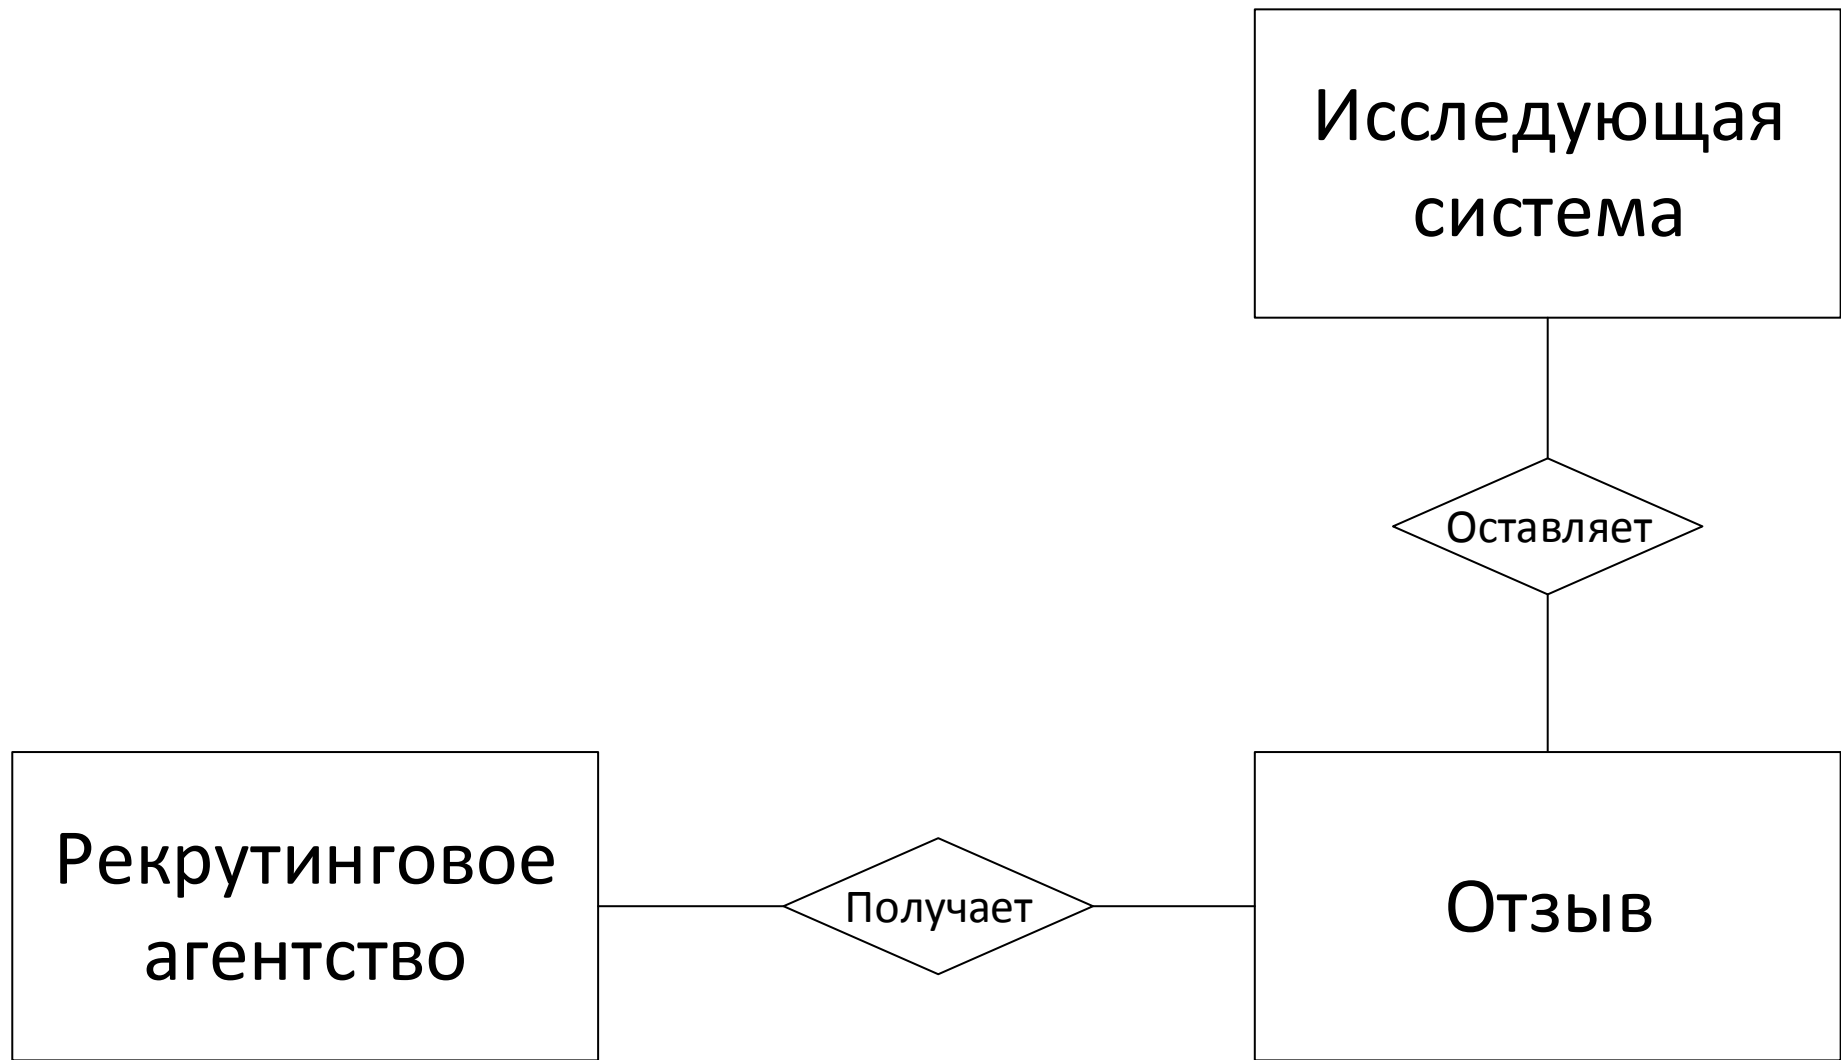 Исследующая
система
Оставляет
Рекрутинговое
агентство
Получает
Отзыв